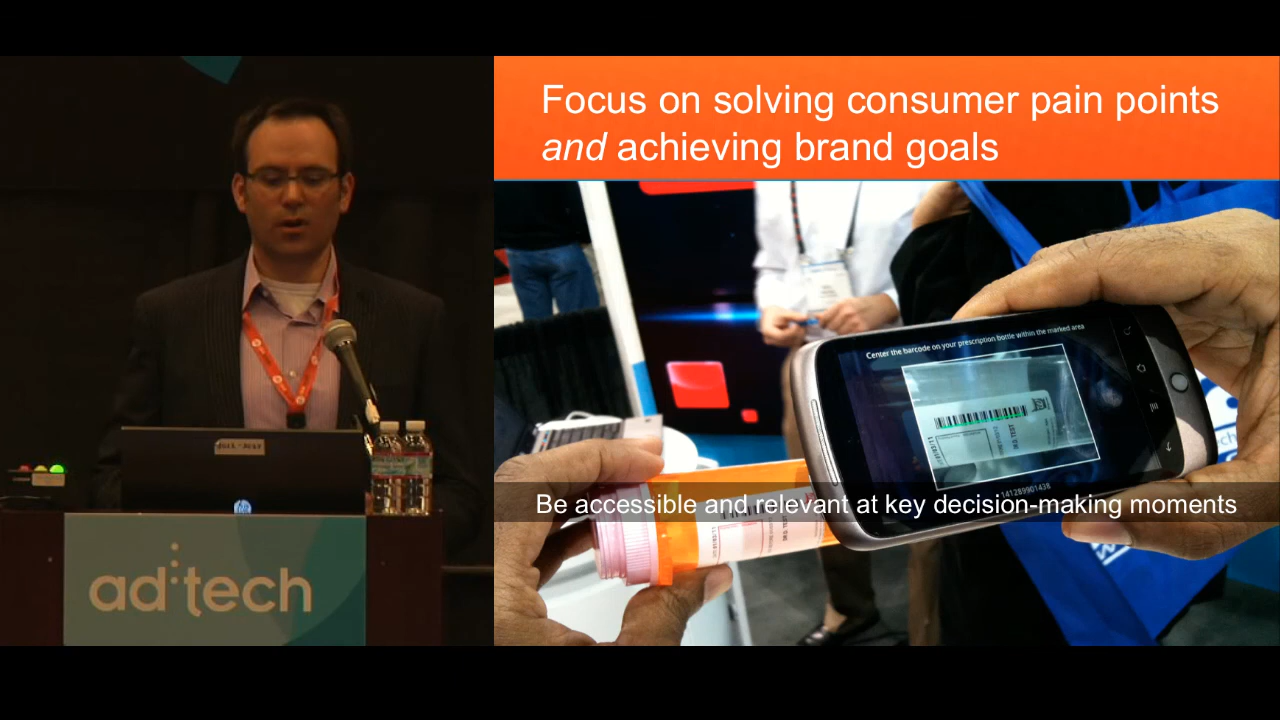 Focus on solving consumer pain points
and achieving brand goals
Center the barcode on your prescription bottle within the marked area
141289901438
Be accessible and relevant at key decision-making moments
ad:tech